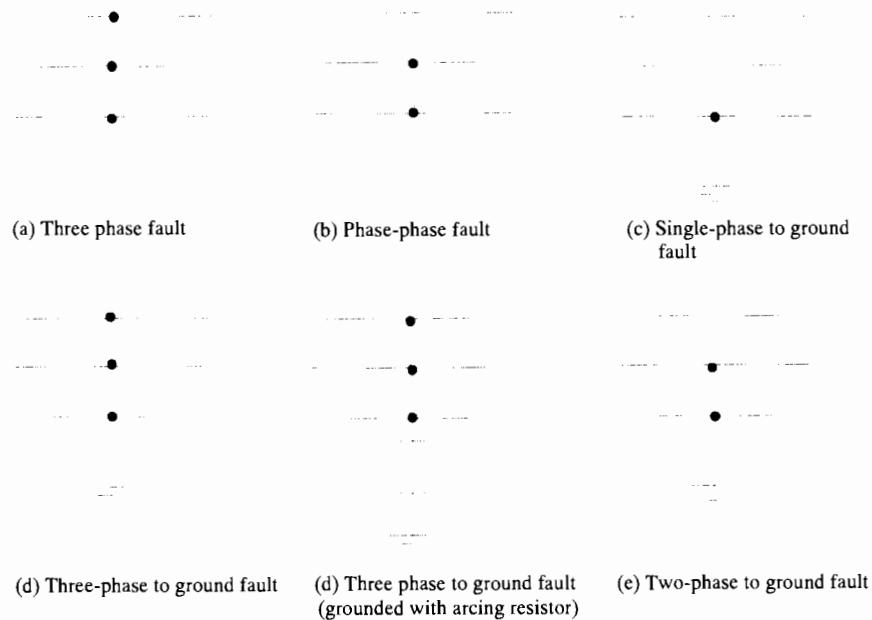 (a) Three phase fault
(b) Phase-phase fault
(c) Single-phase to ground
fault
(d) Three-phase to ground fault
(d) Three phase to ground fault
(grounded with arcing resistor)
(e) Two-phase to ground fault